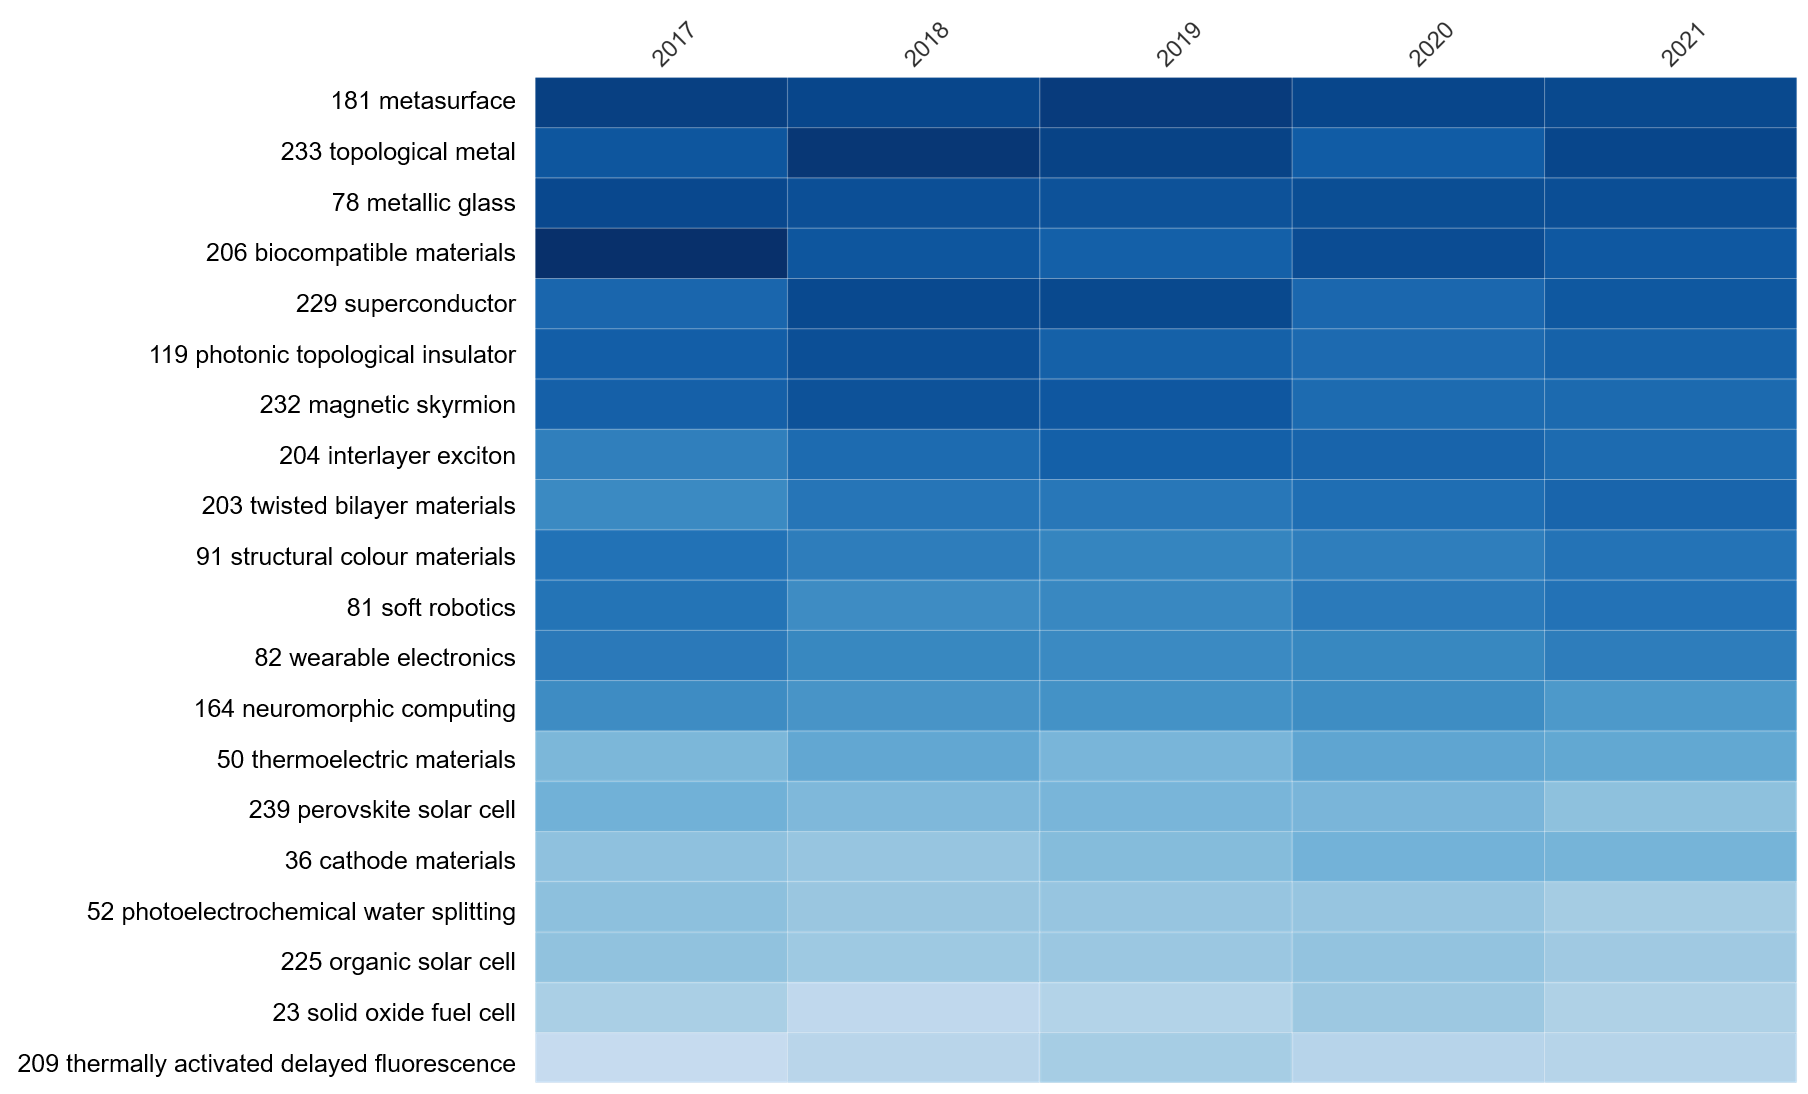 2017 2018 2019 2020 2021
181 metasurface
233 topological metal
78 metallic glass
206 biocompatible materials
229 superconductor
119 photonic topological insulator
232 magnetic skyrmion
204 interlayer exciton
203 twisted bilayer materials
91 structural colour materials
81 soft robotics
82 wearable electronics
164 neuromorphic computing
50 thermoelectric materials
239 perovskite solar cell
36 cathode materials
52 photoelectrochemical water splitting
225 organic solar cell
23 solid oxide fuel cell
209 thermally activated delayed fluorescence